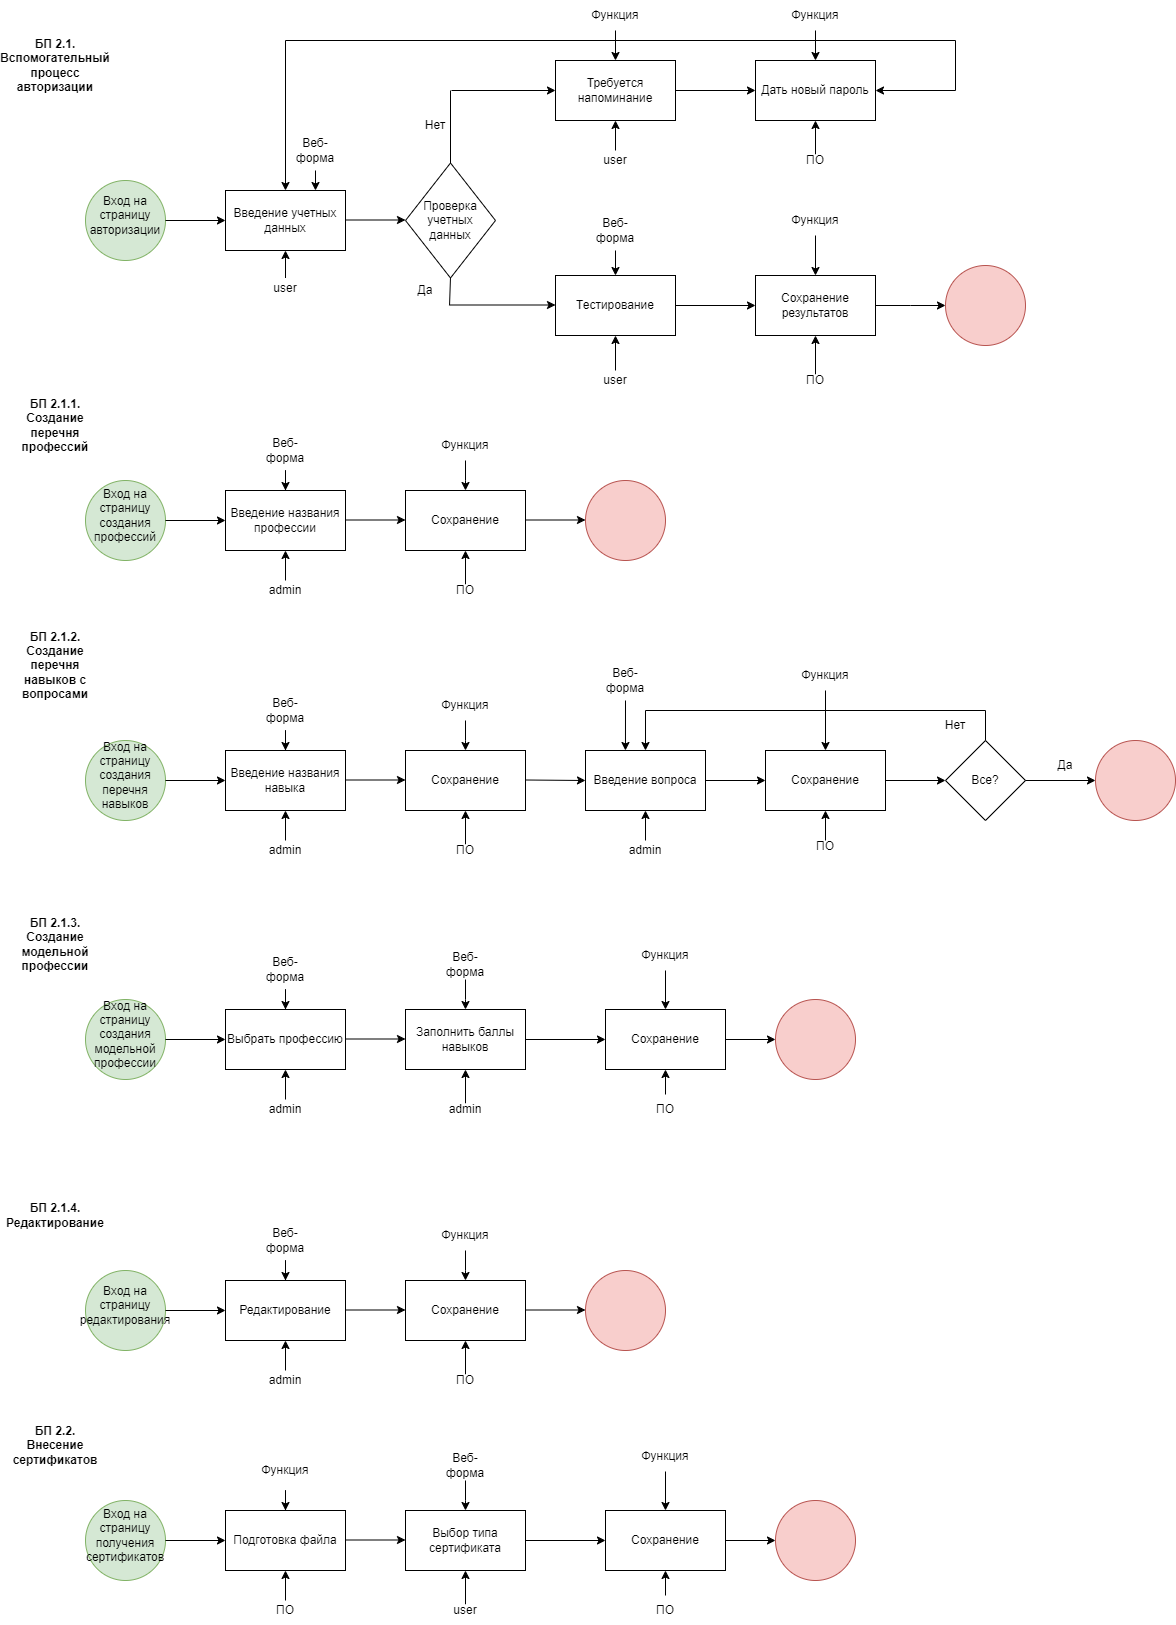 БП 2.1.
Вспомогательный
процесс
авторизации
Функция
Функция
Требуется
напоминание
Дать новый пароль
Нет
user
ПО
Веб-
форма
Вход на
страницу
авторизации
Введение учетных
данных
Проверка
учетных
данных
user
Да
Веб-
форма
Функция
Тестирование
Сохранение
результатов
user
ПО
БП 2.1.1.
Создание
перечня
профессий
Веб-
форма
Функция
Вход на
страницу
создания
профессий
Введение названия
профессии
Сохранение
admin
ПО
БП 2.1.2.
Создание
перечня
навыков с
вопросами
Веб-
форма
Функция
Веб-
форма
Функция
Нет
Вход на
страницу
создания
перечня
навыков
Введение названия
навыка
Сохранение
Введение вопроса
Сохранение
Все?
Да
admin
ПО
admin
ПО
БП 2.1.3.
Создание
модельной
профессии
Веб-
форма
Веб-
форма
Функция
Вход на
страницу
создания
модельной
профессии
Выбрать профессию
Заполнить баллы
навыков
Сохранение
admin
admin
ПО
БП 2.1.4.
Редактирование
Веб-
форма
Функция
Вход на
страницу
редактирования
Редактирование
Сохранение
admin
ПО
БП 2.2.
Внесение
сертификатов
Функция
Веб-
форма
Функция
Вход на
страницу
получения
сертификатов
Подготовка файла
Выбор типа
сертификата
Сохранение
ПО
user
ПО